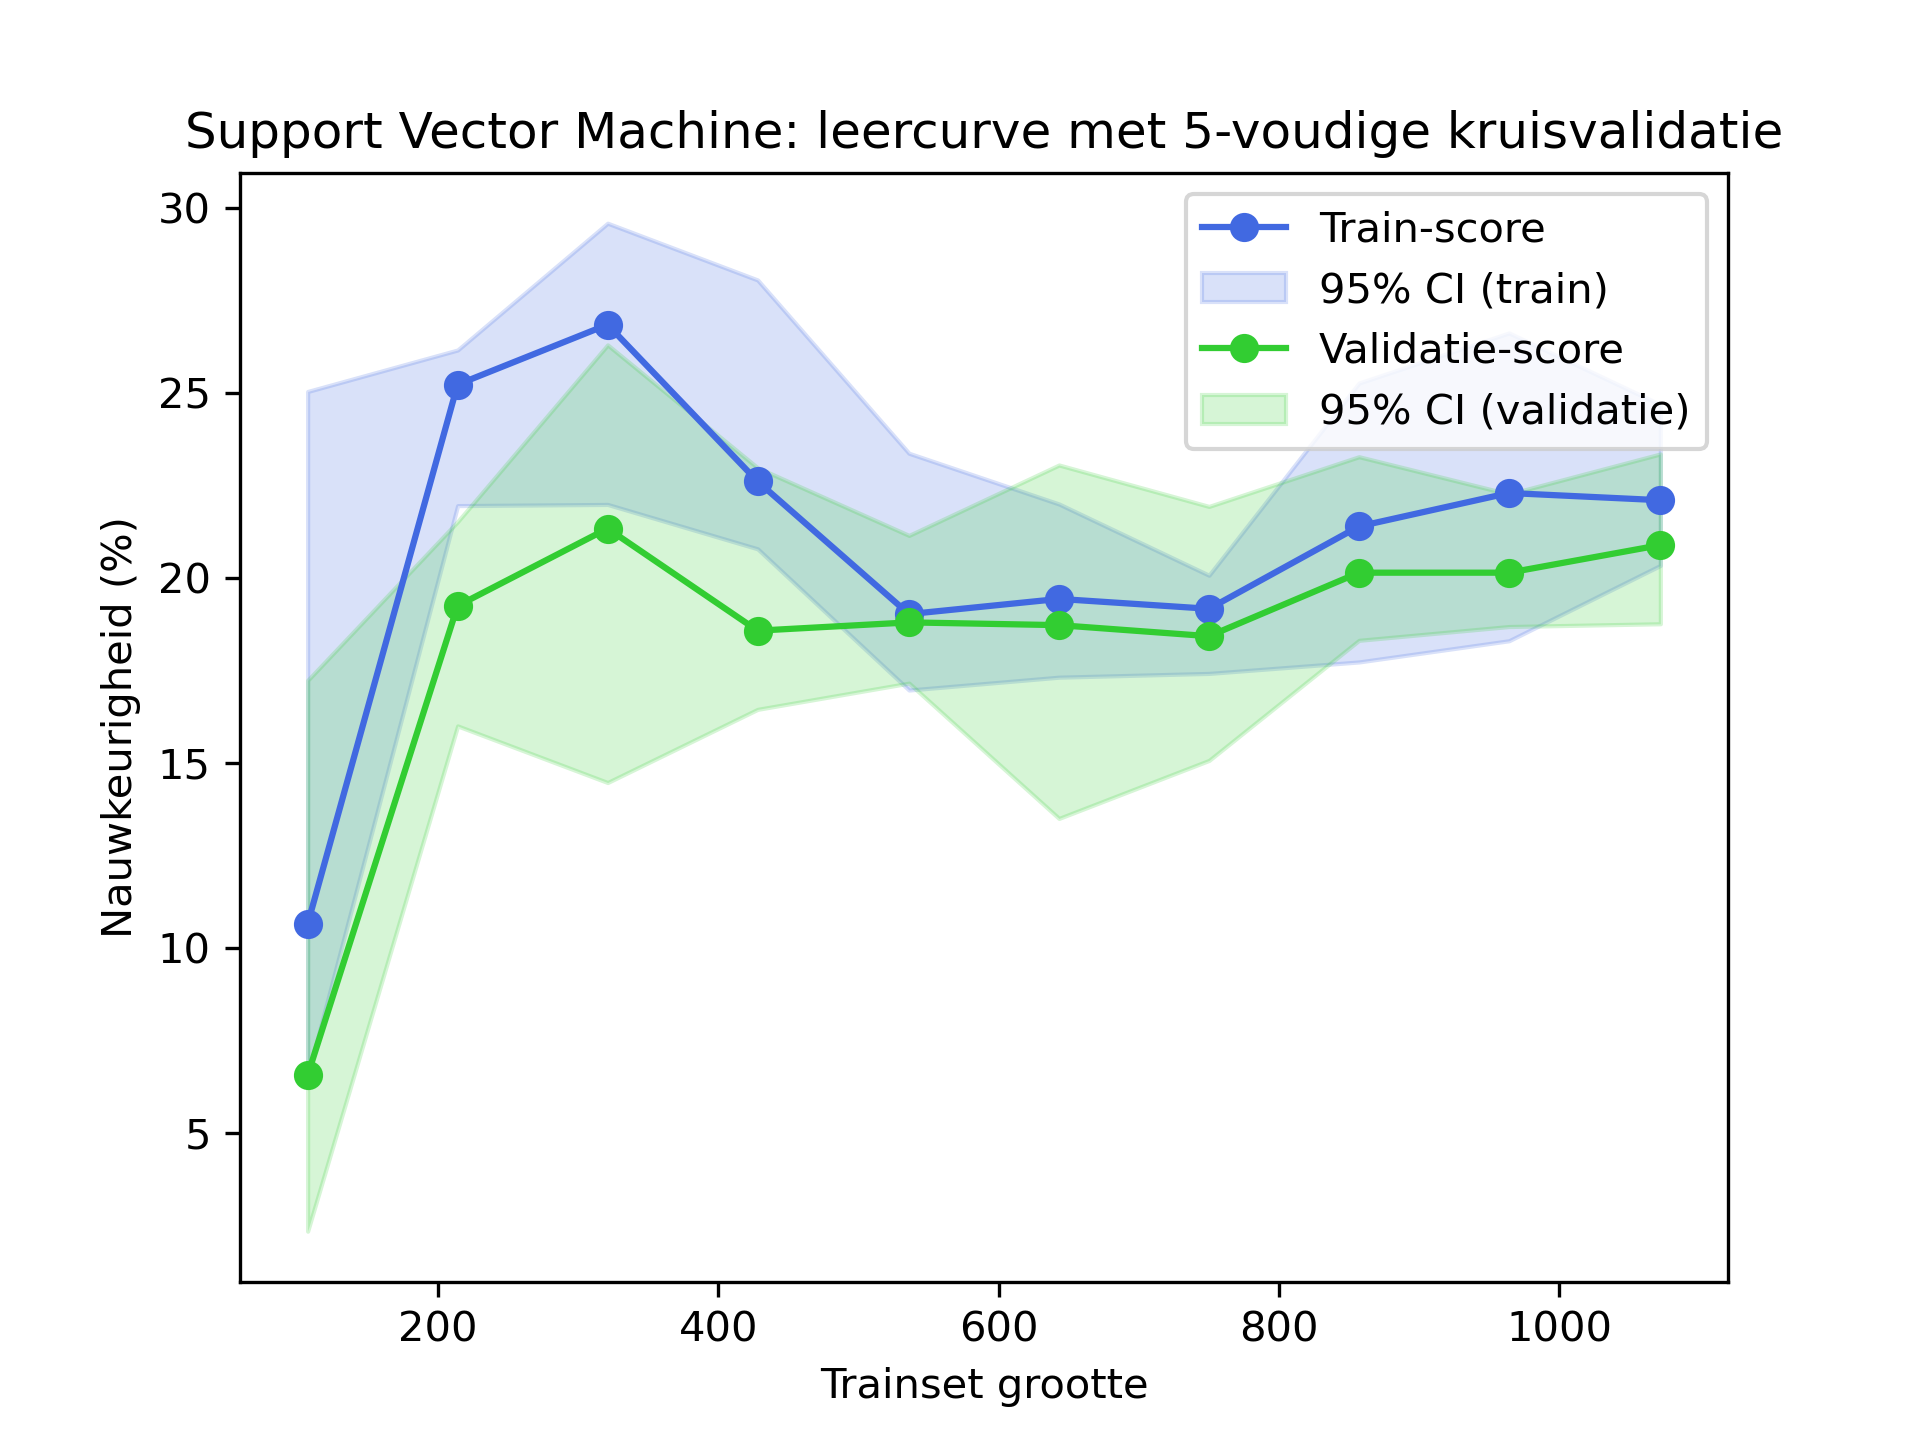 Support Vector Machine: leercurve met 5-voudige kruisvalidatie
30
25
20
15
10
5
Nauwkeurigheid (%)
Train-score
95% CI (train)
Validatie-score
95% CI (validatie)
200 400 600 800 1000
Trainset grootte